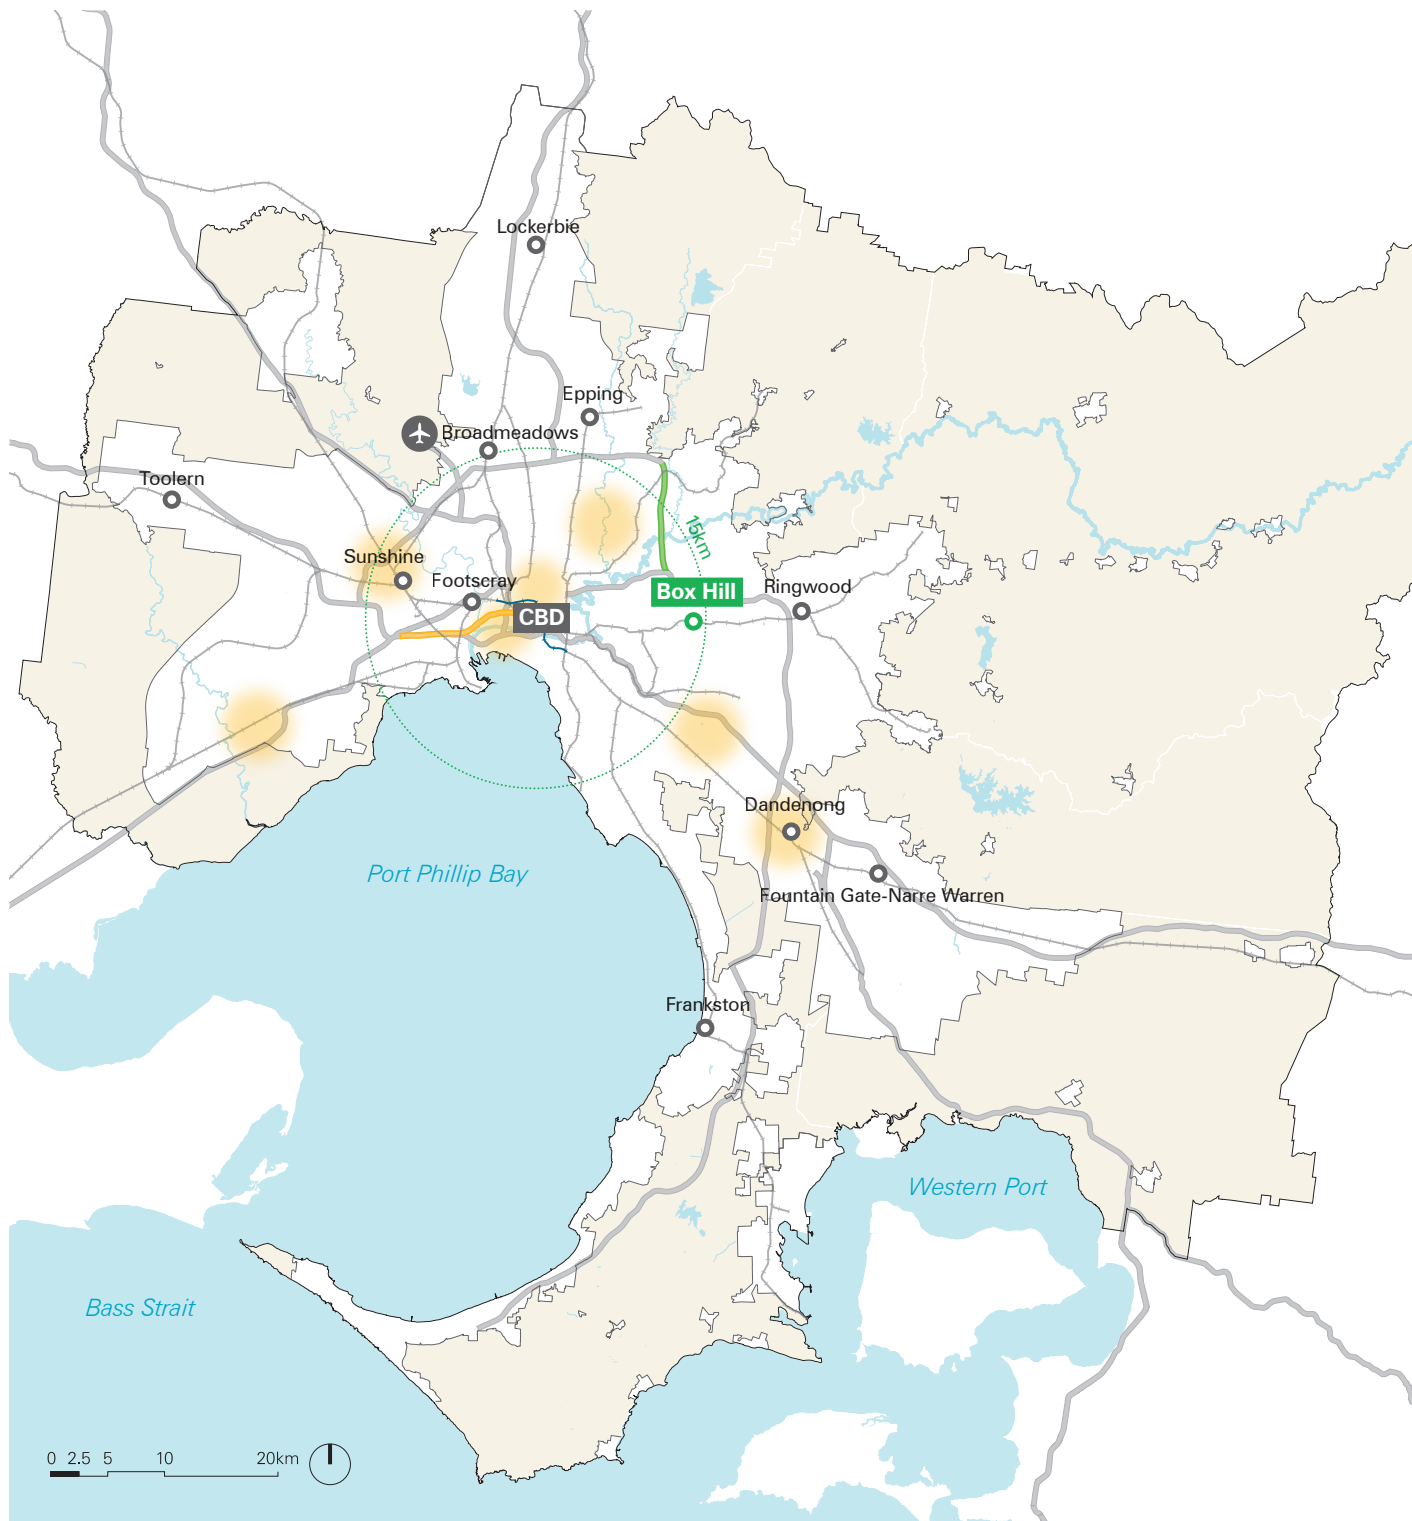 Lockerbie
Epping
Broadmeadows
Toolern
15km
Sunshine
Footscray
Box Hill
Ringwood
CBD
Dandenong
Port Phillip Bay
Fountain Gate-Narre Warren
Frankston
Western Port
Bass Strait
0 2.5 5 10 20km